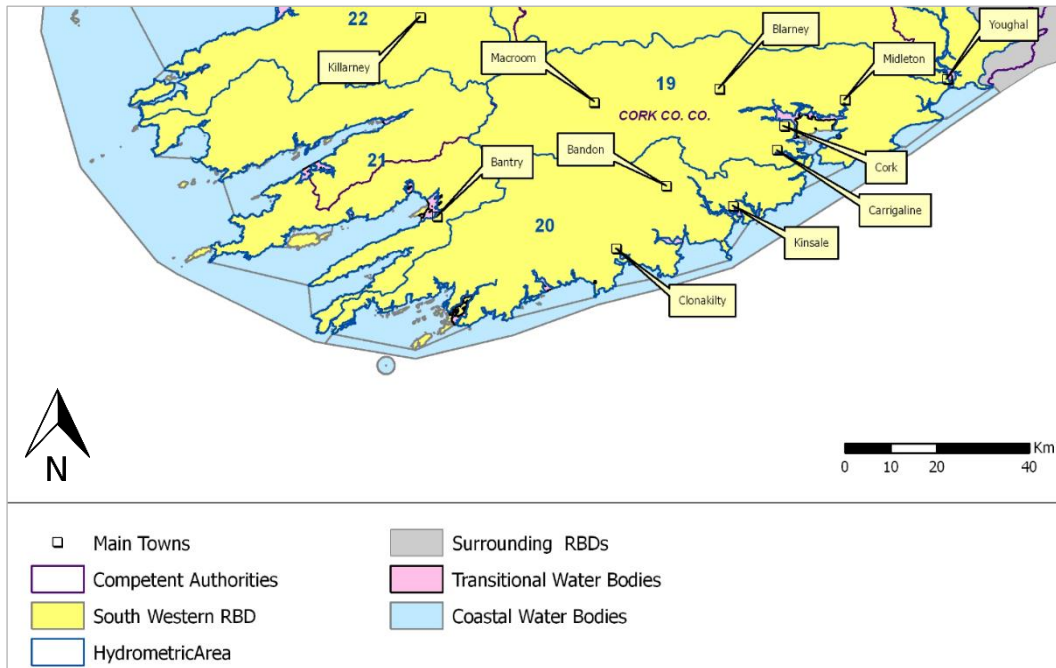 22
Youghal
Blarney
Killarney
Macroom
Midleton
19
CORK CO. CO.
Bandon
21
Bantry
Cork
Carrigaline
20
Kinsale
Clonakilty
N
Km
0 10 20 40
Main Towns
Surrounding RBDs
Competent Authorities
Transitional Water Bodies
South Western RBD
Coastal Water Bodies
HydrometricArea